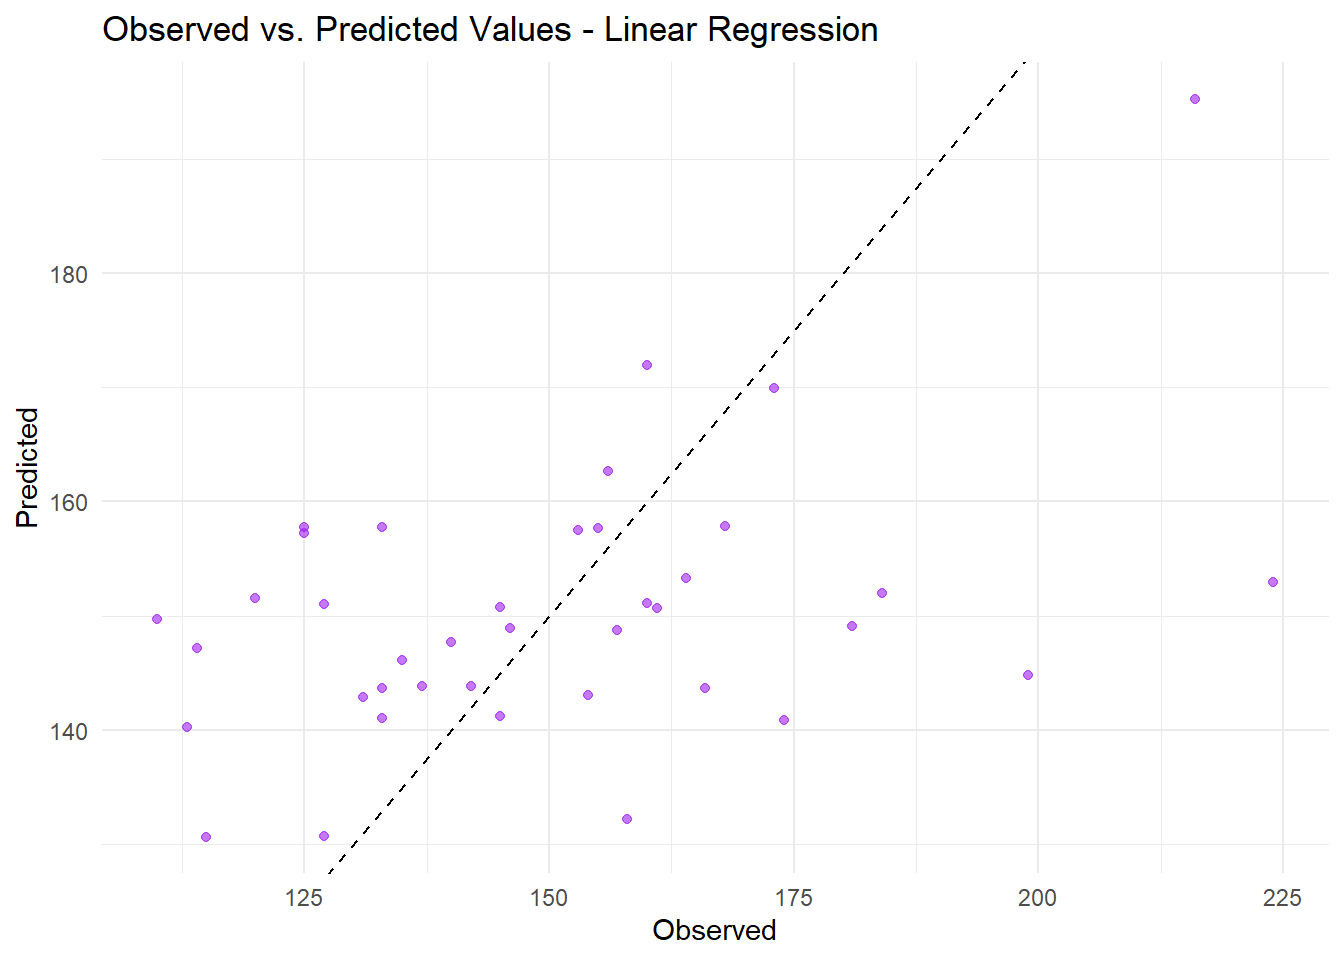 Observed vs. Predicted Values - Linear Regression
Predicted
180
160
140
125 150 175 200 225
Observed